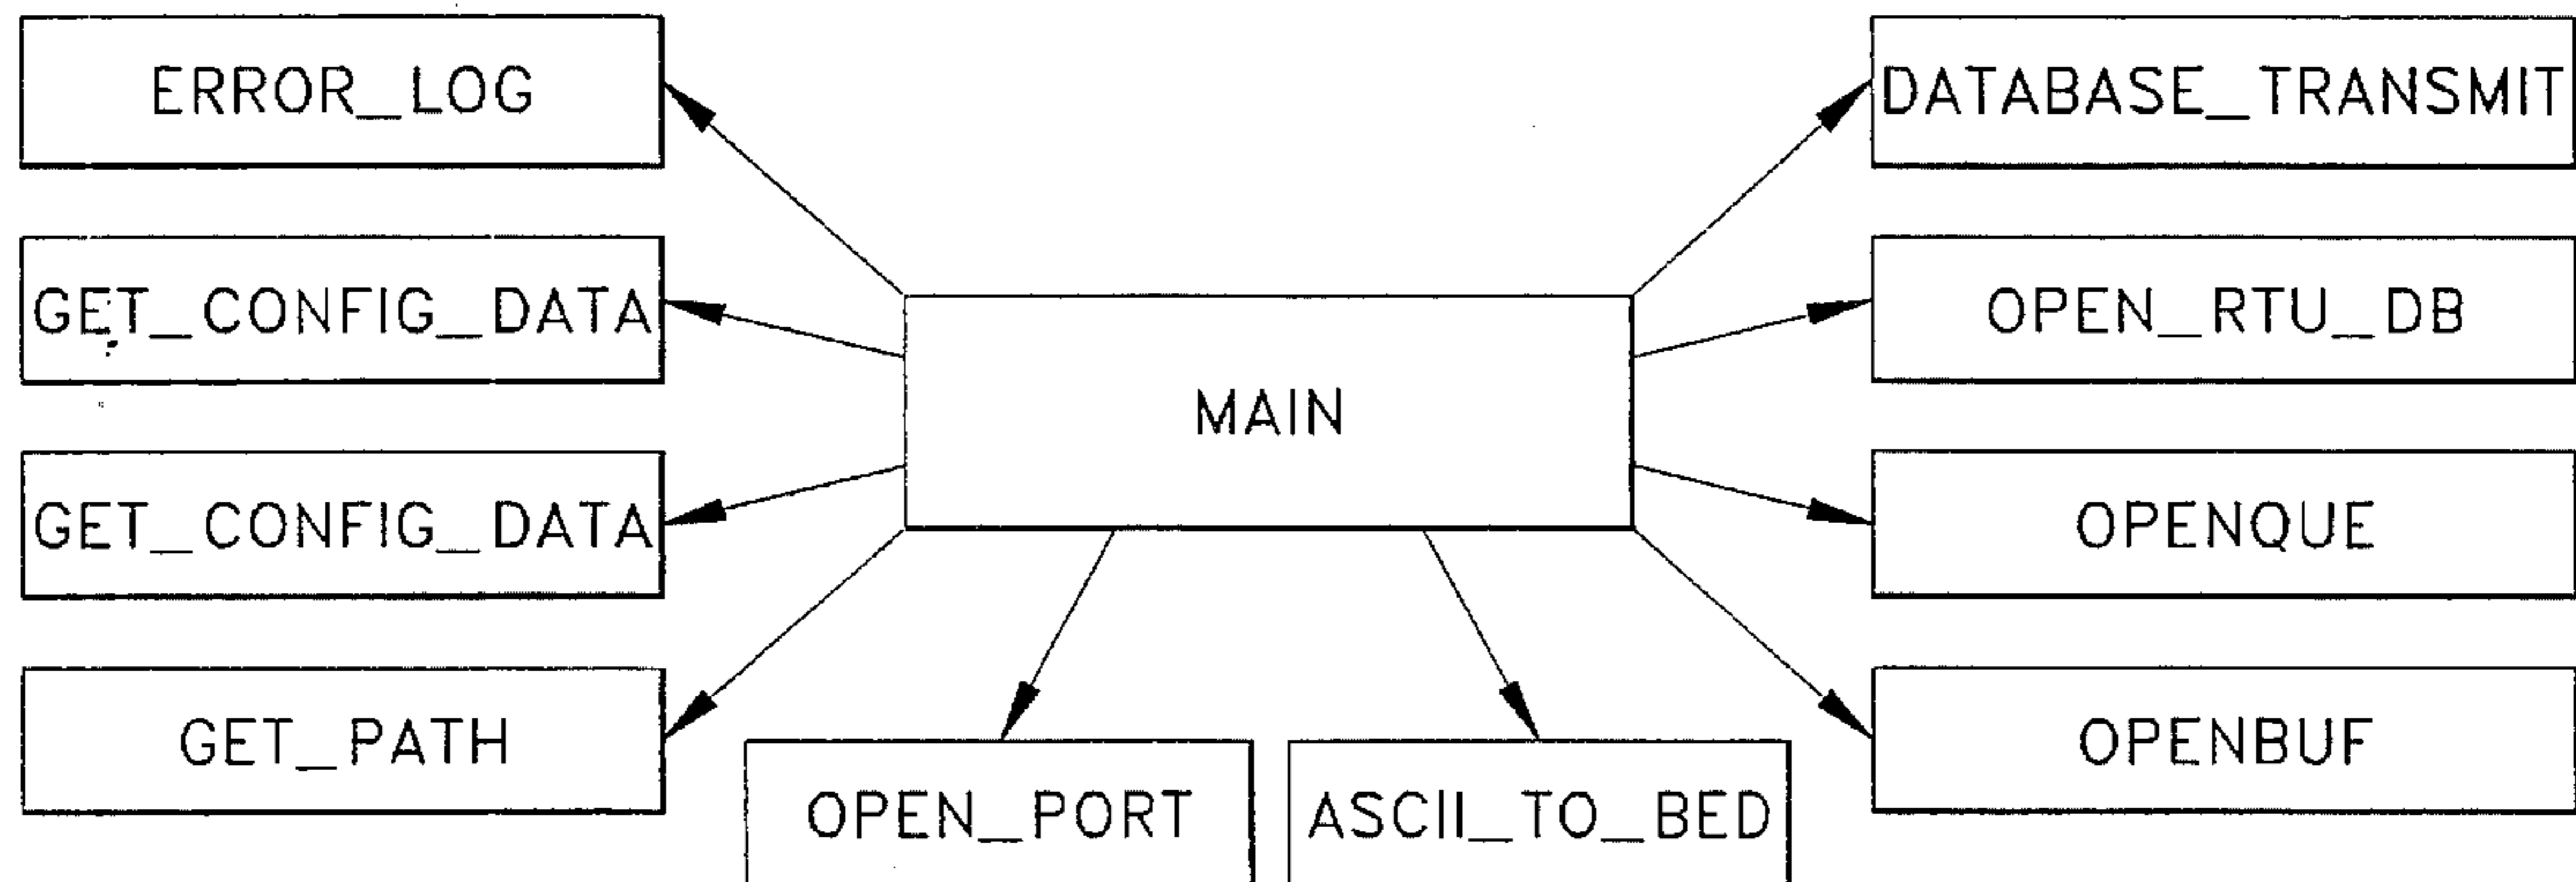 ERROR_LOG
DATABASE_TRANSMIT
GET_CONFIG_DATA
OPEN_RTU_DB
MAIN
GET_CONFIG_DATA
OPENQUE
GET_PATH
OPENBUF
OPEN_PORT
ASCII_TO_BED